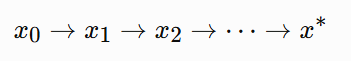 x₀ → x₁ → x₂ → ⋯ → x*